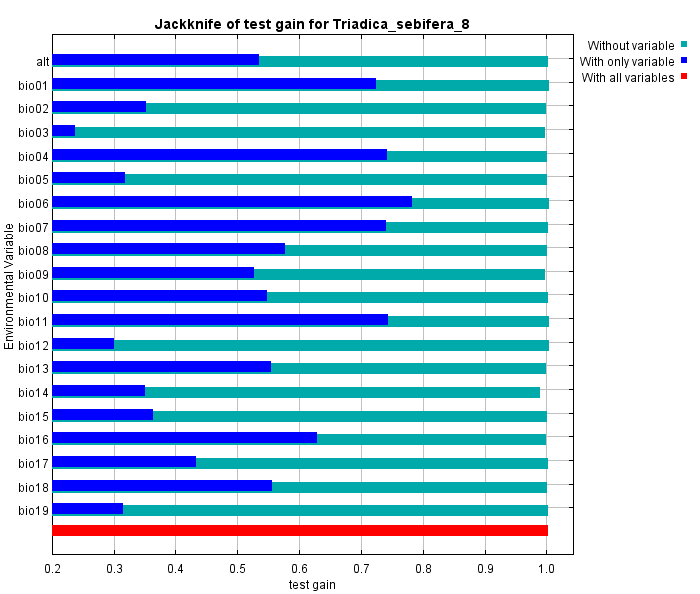 Jackknife of test gain for Triadica_sebifera_8
Without variable
With only variable
With all variables
Environmental Variable
alt
bio01
bio02
bio03
bio04
bio05
bio06
bio07
bio08
bio09
bio10
bio11
bio12
bio13
bio14
bio15
bio16
bio17
bio18
bio19
0.2 0.3 0.4 0.5 0.6 0.7 0.8 0.9 1.0
test gain